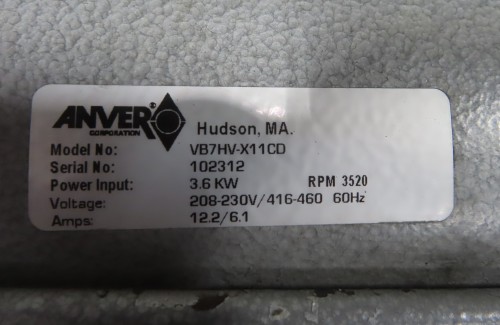 ANVER®
CORPORATION
Hudson, MA.
Model No: VB7HV-X11CD
Serial No: 102312
Power Input: 3.6 KW RPM 3520
Voltage: 208-230V/416-460 60Hz
Amps: 12.2/6.1